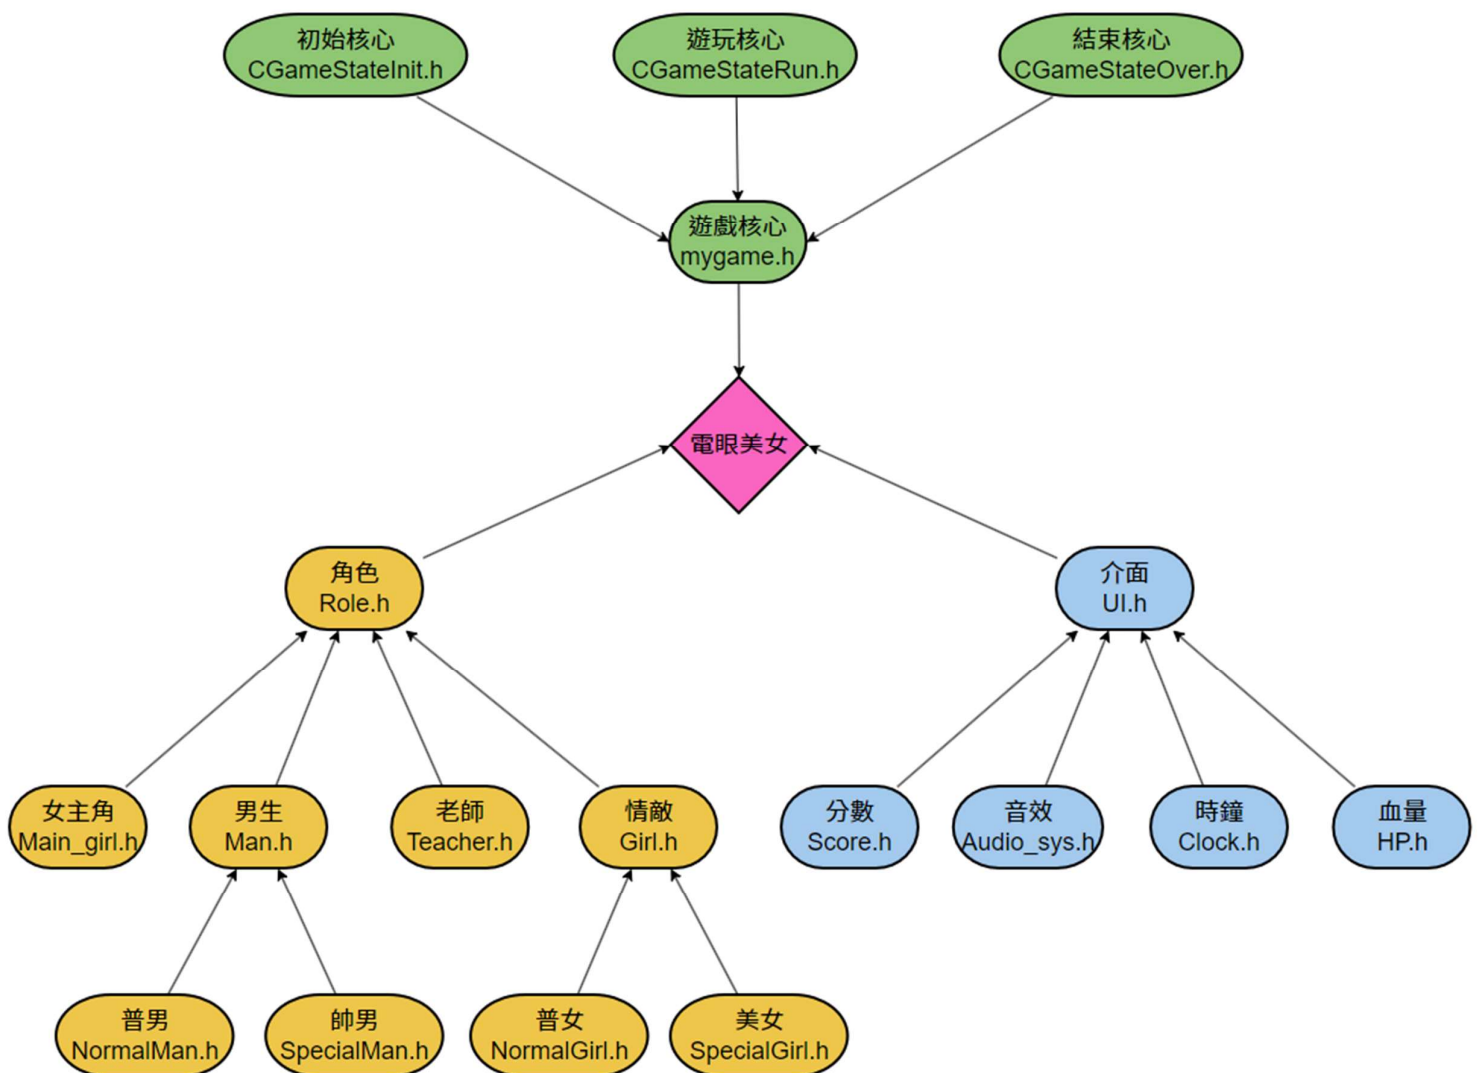 初始核心
CGameStateInit.h
遊玩核心
CGameStateRun.h
結束核心
CGameStateOver.h
遊戲核心
mygame.h
電眼美女
角色
Role.h
介面
UI.h
女主角
Main_girl.h
男生
Man.h
老師
Teacher.h
情敵
Girl.h
分數
Score.h
音效
Audio_sys.h
時鐘
Clock.h
血量
HP.h
普男
NormalMan.h
帥男
SpecialMan.h
普女
NormalGirl.h
美女
SpecialGirl.h